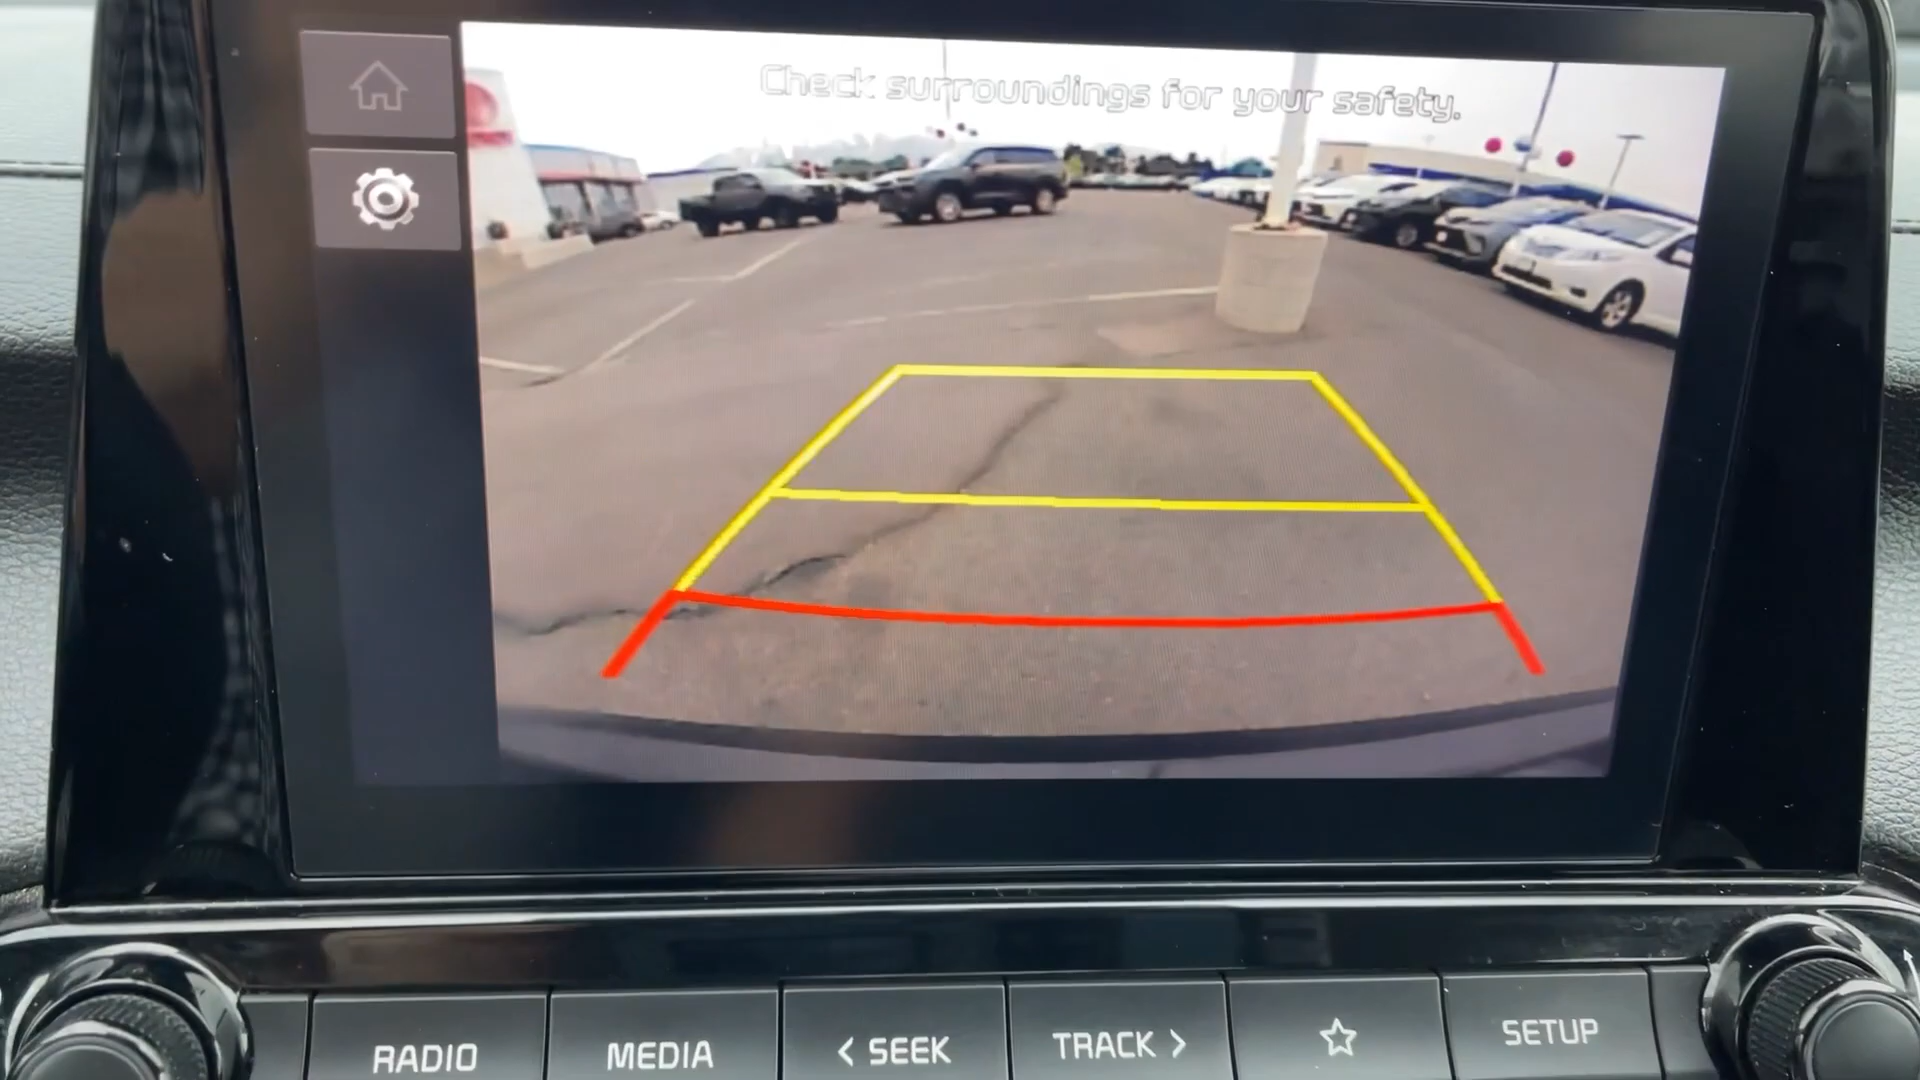 Check surroundings for your safety.
RADIO
MEDIA
< SEEK
TRACK >
SETUP